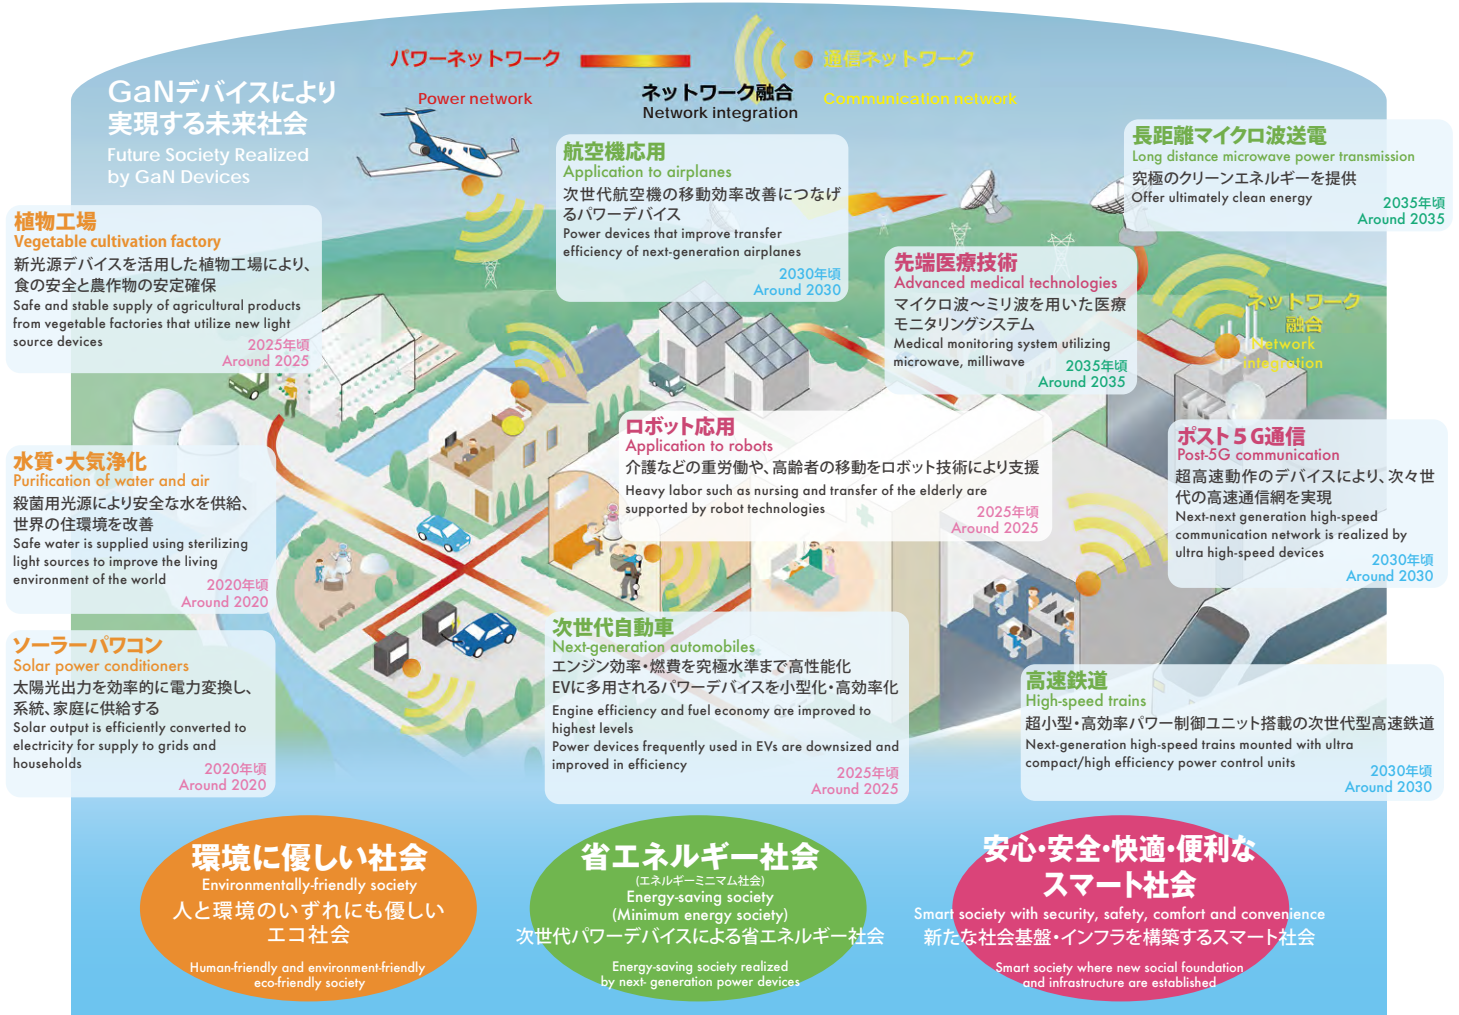 GaNデバイスにより
実現する未来社会
Future Society Realized
by GaN Devices
パワーネットワーク
Power network
ネットワーク融合
Network integration
通信ネットワーク
Communication network
航空機応用
Application to airplanes
次世代航空機の移動効率改善につなげ
るパワーデバイス
Power devices that improve transfer
efficiency of next-generation airplanes
2030年頃
Around 2030
長距離マイクロ波送電
Long distance microwave power transmission
究極のクリーンエネルギーを提供
Offer ultimately clean energy
2035年頃
Around 2035
植物工場
Vegetable cultivation factory
新光源デバイスを活用した植物工場により、
食の安全と農作物の安定確保
Safe and stable supply of agricultural products
from vegetable factories that utilize new light
source devices
2025年頃
Around 2025
先端医療技術
Advanced medical technologies
マイクロ波～ミリ波を用いた医療
モニタリングシステム
Medical monitoring system utilizing
microwave, milliwave
2035年頃
Around 2035
ネットワーク
融合
Network
integration
ロボット応用
Application to robots
介護などの重労働や、高齢者の移動をロボット技術により支援
Heavy labor such as nursing and transfer of the elderly are
supported by robot technologies
2025年頃
Around 2025
ポスト５G通信
Post-5G communication
超高速動作のデバイスにより、次々世
代の高速通信網を実現
Next-next generation high-speed
communication network is realized by
ultra high-speed devices
2030年頃
Around 2030
水質・大気浄化
Purification of water and air
殺菌用光源により安全な水を供給、
世界の住環境を改善
Safe water is supplied using sterilizing
light sources to improve the living
environment of the world
2020年頃
Around 2020
ソーラーパワコン
Solar power conditioners
太陽光出力を効率的に電力変換し、
系統、家庭に供給する
Solar output is efficiently converted to
electricity for supply to grids and
households
2020年頃
Around 2020
次世代自動車
Next-generation automobiles
エンジン効率・燃費を究極水準まで高性能化
EVに多用されるパワーデバイスを小型化・高効率化
Engine efficiency and fuel economy are improved to
highest levels
Power devices frequently used in EVs are downsized and
improved in efficiency
2025年頃
Around 2025
高速鉄道
High-speed trains
超小型・高効率パワー制御ユニット搭載の次世代型高速鉄道
Next-generation high-speed trains mounted with ultra
compact/high efficiency power control units
2030年頃
Around 2030
環境に優しい社会
Environmentally-friendly society
人と環境のいずれにも優しい
エコ社会
Human-friendly and environment-friendly
eco-friendly society
省エネルギー社会
(エネルギーミニマム社会)
Energy-saving society
(Minimum energy society)
次世代パワーデバイスによる省エネルギー社会
Energy-saving society realized
by next- generation power devices
安心・安全・快適・便利な
スマート社会
Smart society with security, safety, comfort and convenience
新たな社会基盤・インフラを構築するスマート社会
Smart society where new social foundation
and infrastructure are established